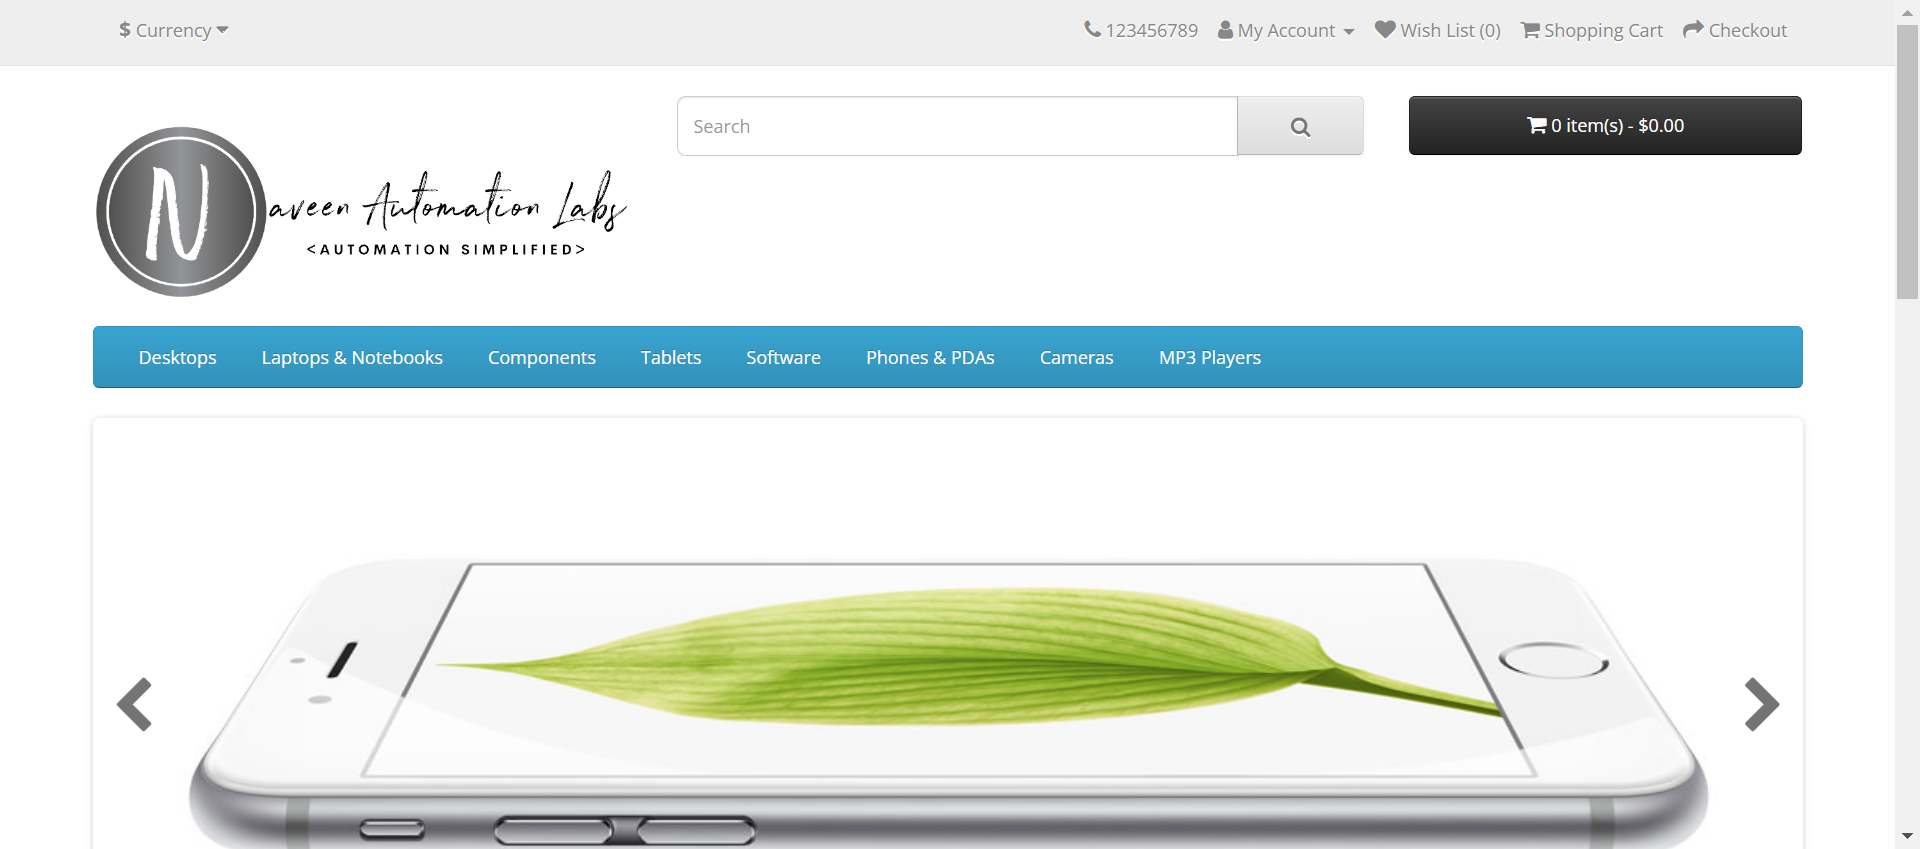 $ Currency
123456789 My Account Wish List (0) Shopping Cart Checkout
Search
0 item(s) - $0.00
Naveen Automation Labs
<AUTOMATION SIMPLIFIED>
Desktops Laptops & Notebooks Components Tablets Software Phones & PDAs Cameras MP3 Players